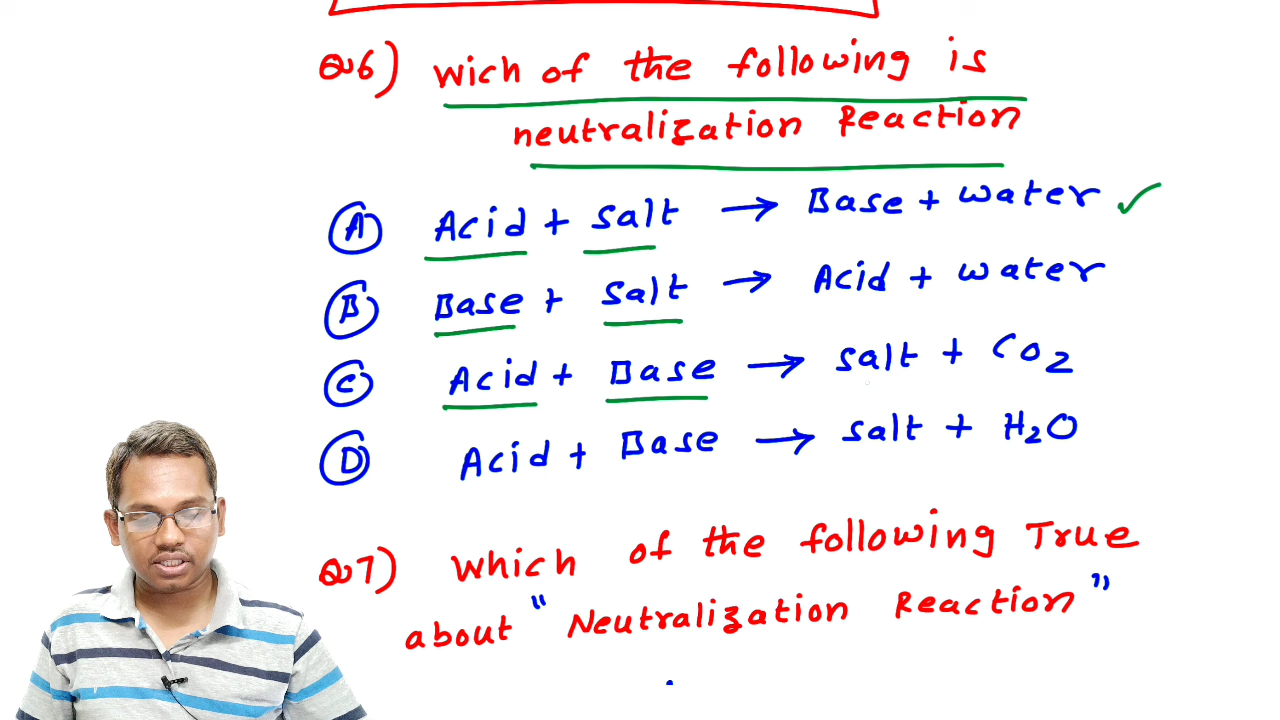 Q6) Wich of the following is
neutralization Reaction
A Acid + Salt → Base + water ✓
B Base + Salt → Acid + water
C Acid + Base → salt + CO2
D Acid + Base → salt + H2O
Q7) Which of the following True
about "Neutralization Reaction"